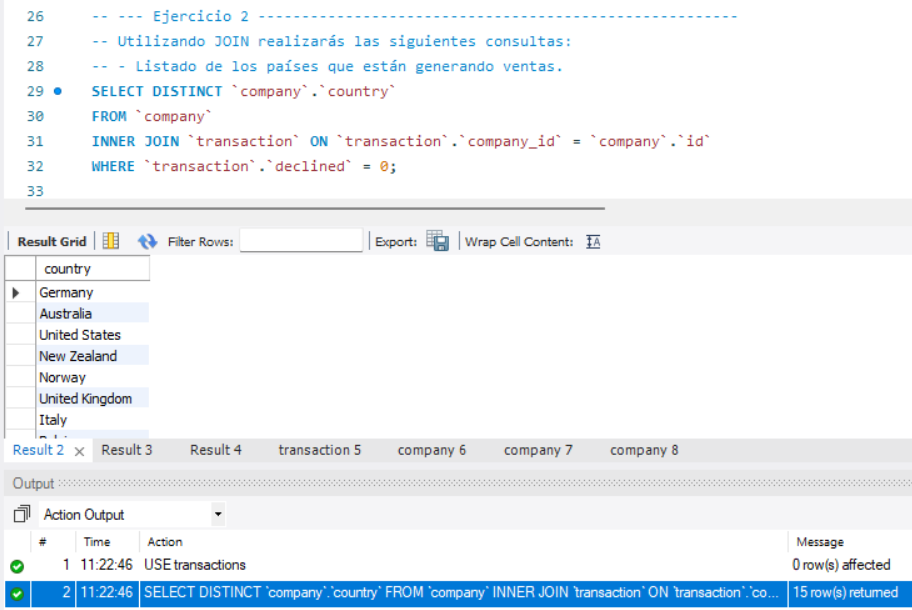 26 -- --- Ejercicio 2 ------------------------------------------------------
27 -- Utilizando JOIN realizarás las siguientes consultas:
28 -- - Listado de los países que están generando ventas.
29 SELECT DISTINCT `company`.`country`
30 FROM `company`
31 INNER JOIN `transaction` ON `transaction`.`company_id` = `company`.`id`
32 WHERE `transaction`.`declined` = 0;
33
Result Grid Filter Rows: Export: Wrap Cell Content: IA
country
Germany
Australia
United States
New Zealand
Norway
United Kingdom
Italy
Result 2 × Result 3 Result 4 transaction 5 company 6 company 7 company 8
Output
Action Output
# Time Action Message
1 11:22:46 USE transactions 0 row(s) affected
2 11:22:46 SELECT DISTINCT `company`.`country` FROM `company` INNER JOIN `transaction` ON `transaction`.`co... 15 row(s) returned